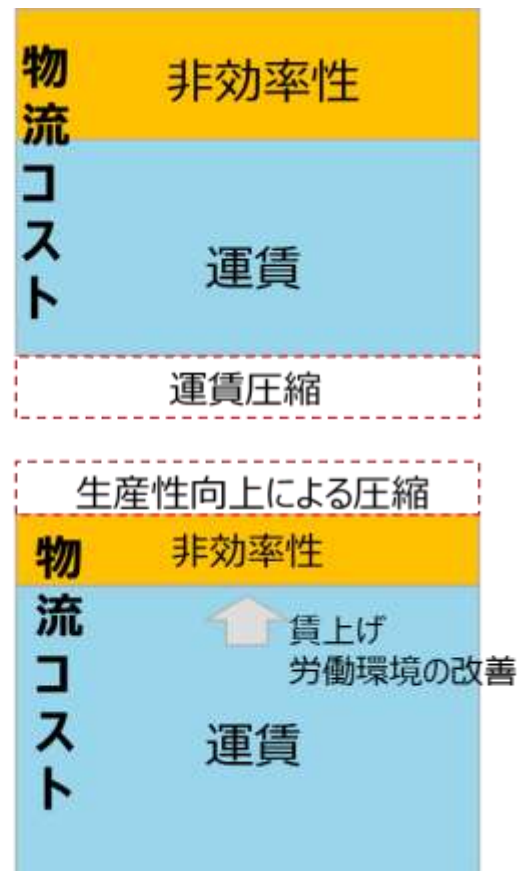 物流コスト
非効率性
運賃
運賃圧縮
生産性向上による圧縮
物流コスト
非効率性
賃上げ
労働環境の改善
運賃